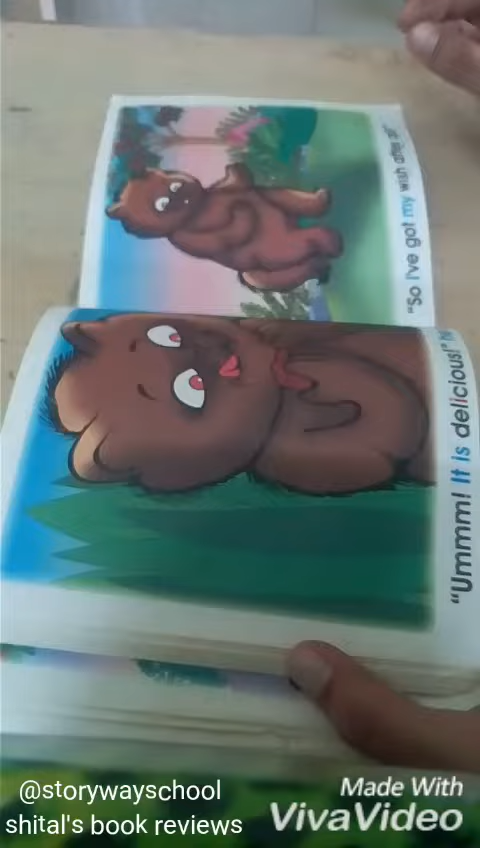 "Ummm! It is delicious!"
"So I've got my wish after all"
@storywayschool
shital's book reviews
Made With
VivaVideo